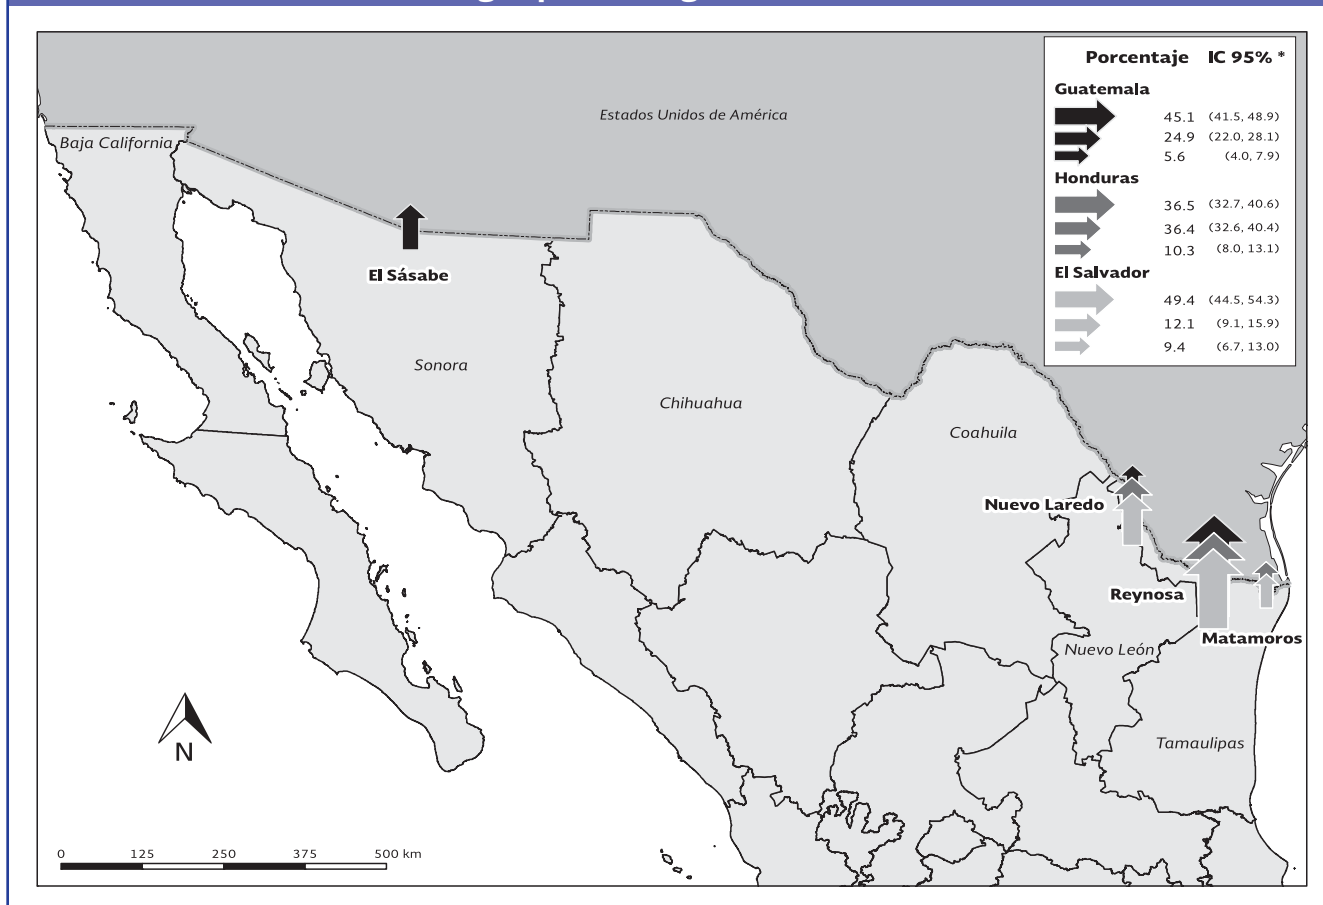 Porcentaje IC 95% *
Guatemala
45.1 (41.5, 48.9)
24.9 (22.0, 28.1)
5.6 (4.0, 7.9)
Honduras
36.5 (32.7, 40.6)
36.4 (32.6, 40.4)
10.3 (8.0, 13.1)
El Salvador
49.4 (44.5, 54.3)
12.1 (9.1, 15.9)
9.4 (6.7, 13.0)
Estados Unidos de América
Baja California
El Sásabe
Sonora
Chihuahua
Coahuila
Nuevo Laredo
Reynosa
Matamoros
Nuevo León
Tamaulipas
N
0 125 250 375 500 km